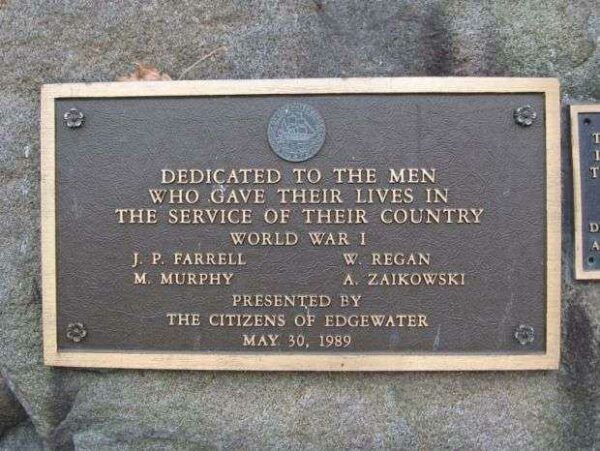 DEDICATED TO THE MEN
WHO GAVE THEIR LIVES IN
THE SERVICE OF THEIR COUNTRY
WORLD WAR I
J. P. FARRELL W. REGAN
M. MURPHY A. ZAIKOWSKI
PRESENTED BY
THE CITIZENS OF EDGEWATER
MAY 30, 1989